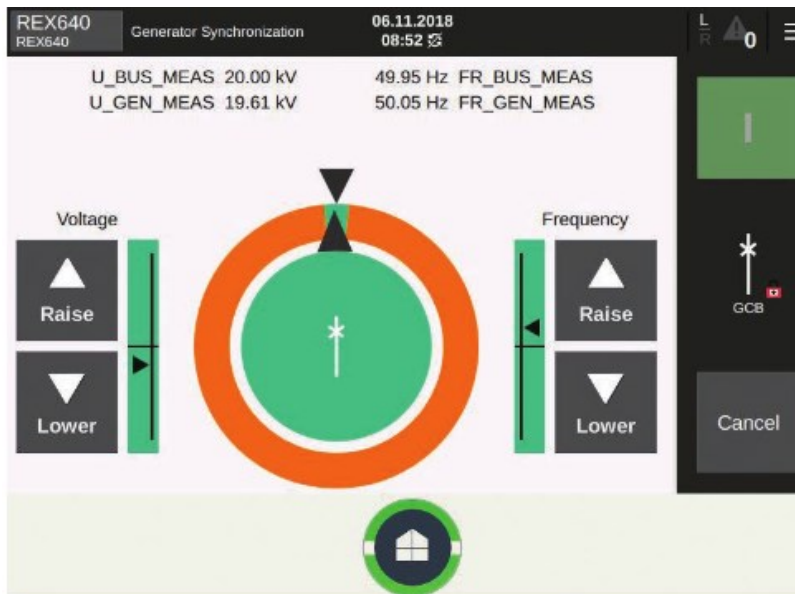 REX640
REX640
Generator Synchronization
06.11.2018
08:52
L
R
0
U_BUS_MEAS 20.00 kV 49.95 Hz FR_BUS_MEAS
U_GEN_MEAS 19.61 kV 50.05 Hz FR_GEN_MEAS
I
Voltage
Frequency
Raise
Raise
GCB
Lower
Lower
Cancel